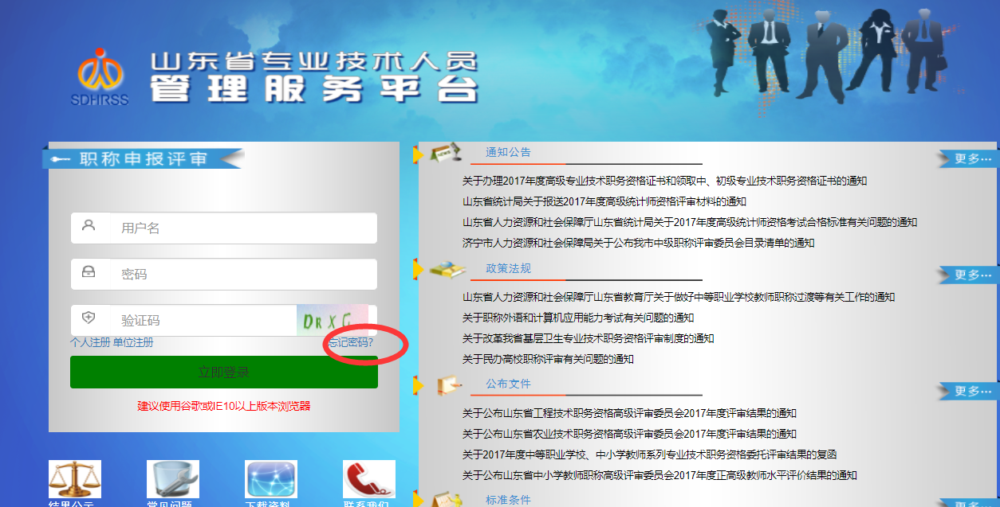 山东省专业技术人员
管理服务平台
SDHRSS
职称申报评审
用户名
密码
验证码
DRXG
个人注册 单位注册
忘记密码?
立即登录
建议使用谷歌或IE10以上版本浏览器
结果公示
常见问题
下载资料
联系我们
NEWS
通知公告
更多···
关于办理2017年度高级专业技术职务资格证书和领取中、初级专业技术职务资格证书的通知
山东省统计局关于报送2017年度高级统计师资格评审材料的通知
山东省人力资源和社会保障厅山东省统计局关于2017年度高级统计师资格考试合格标准有关问题的通知
济宁市人力资源和社会保障局关于公布我市中级职称评审委员会目录清单的通知
政策法规
更多···
山东省人力资源和社会保障厅山东省教育厅关于做好中等职业学校教师职称过渡等有关工作的通知
关于职称外语和计算机应用能力考试有关问题的通知
关于改革我省基层卫生专业技术职务资格评审制度的通知
关于民办高校职称评审有关问题的通知
公布文件
更多···
关于公布山东省工程技术职务资格高级评审委员会2017年度评审结果的通知
关于公布山东省农业技术职务资格高级评审委员会2017年度评审结果的通知
关于2017年度中等职业学校、中小学教师系列专业技术职务资格委托评审结果的复函
关于公布山东省中小学教师职称高级评审委员会2017年度正高级教师水平评价结果的通知
标准条件
更多···